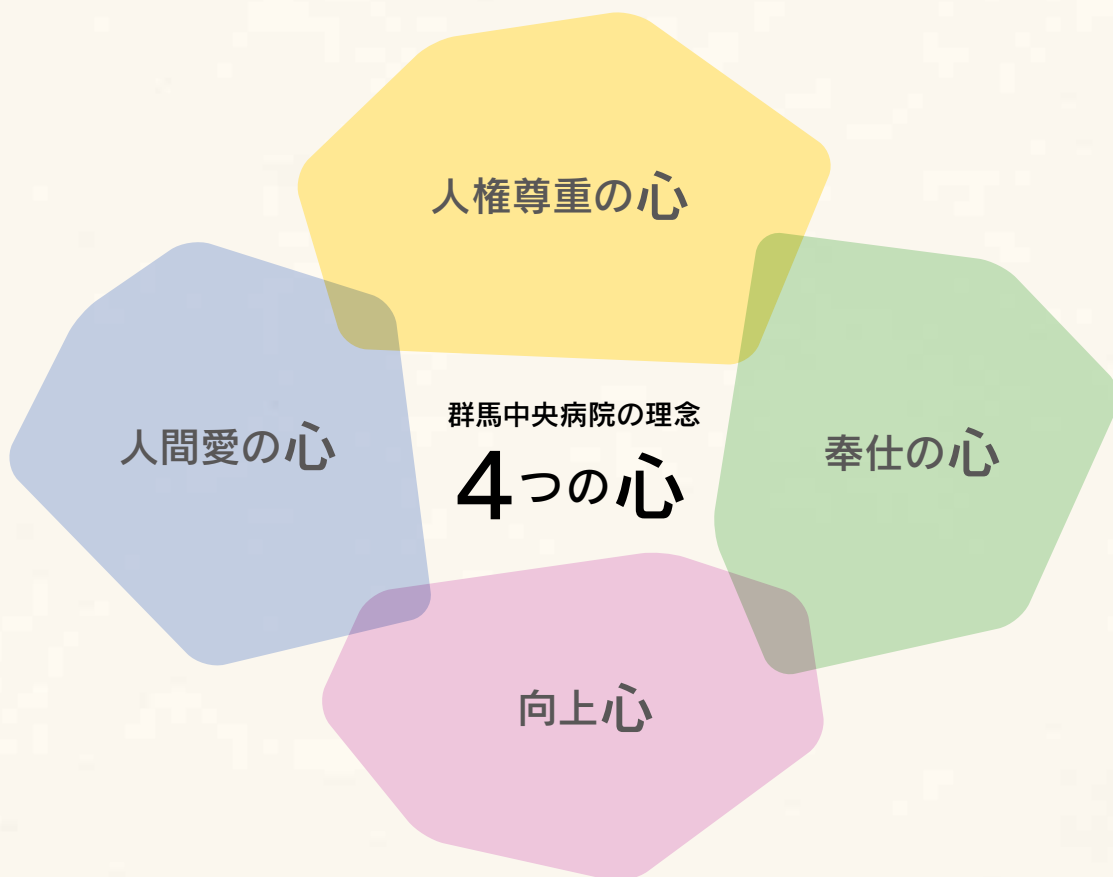 人権尊重の心
人間愛の心
群馬中央病院の理念
4つの心
奉仕の心
向上心